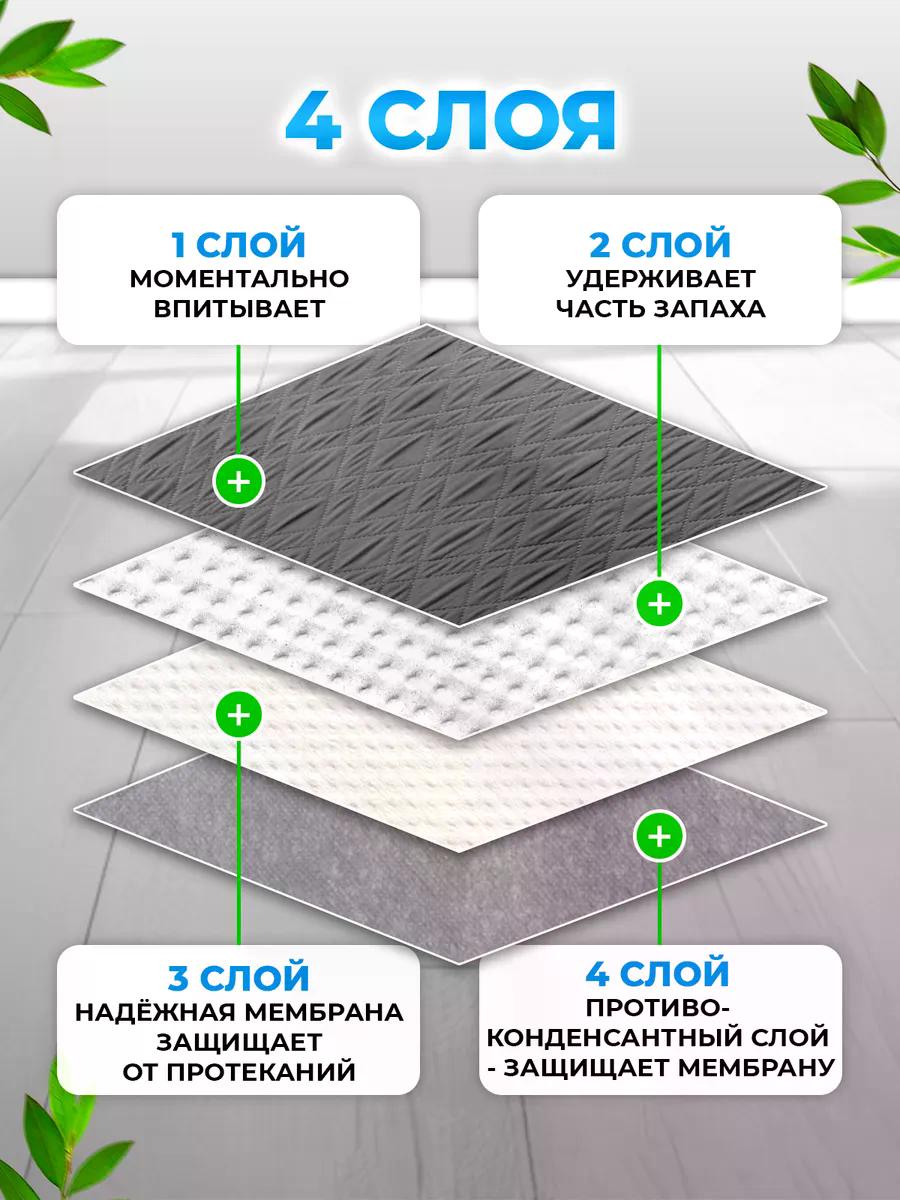 4 СЛОЯ
1 СЛОЙ
МОМЕНТАЛЬНО
ВПИТЫВАЕТ
2 СЛОЙ
УДЕРЖИВАЕТ
ЧАСТЬ ЗАПАХА
3 СЛОЙ
НАДЁЖНАЯ МЕМБРАНА
ЗАЩИЩАЕТ
ОТ ПРОТЕКАНИЙ
4 СЛОЙ
ПРОТИВО-
КОНДЕНСАНТНЫЙ СЛОЙ
- ЗАЩИЩАЕТ МЕМБРАНУ